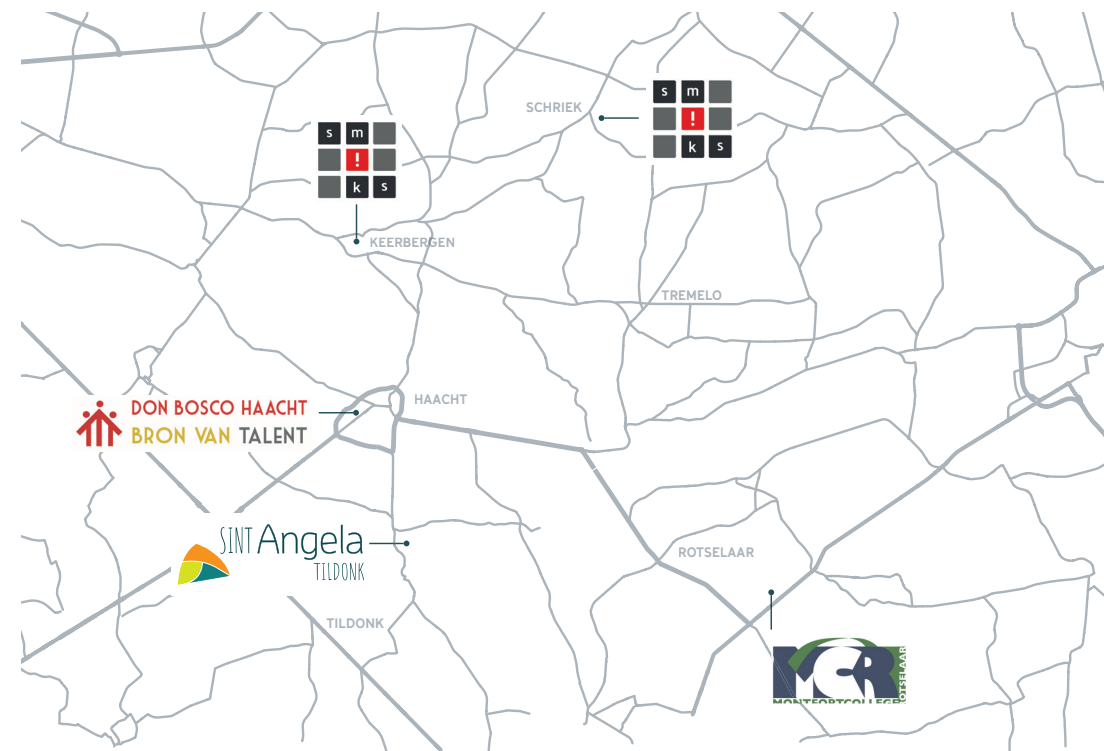 SCHRIEK
s m
!
k s
s m
!
k s
KEERBERGEN
TREMELO
HAACHT
DON BOSCO HAACHT
BRON VAN TALENT
SINT Angela
TILDONK
ROTSELAAR
TILDONK
MCR
ROTSELAAR
MONTFORTCOLLEGE